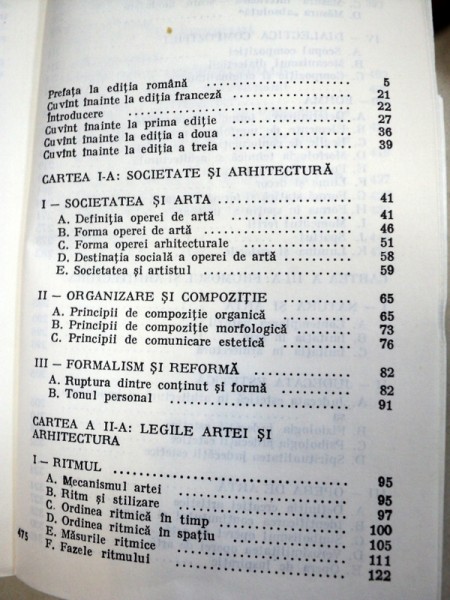 Prefața la ediția română ........ 5
Cuvînt înainte la ediția franceză ........ 21
Introducere ........ 22
Cuvînt înainte la prima ediție ........ 27
Cuvînt înainte la ediția a doua ........ 36
Cuvînt înainte la ediția a treia ........ 39
CARTEA I-A: SOCIETATE ȘI ARHITECTURĂ
I — SOCIETATEA ȘI ARTA ........ 41
A. Definiția operei de artă ........ 41
B. Forma operei de artă ........ 46
C. Forma operei arhitecturale ........ 51
D. Destinația socială a operei de artă ........ 58
E. Societatea și artistul ........ 59
II — ORGANIZARE ȘI COMPOZIȚIE ........ 65
A. Principii de compoziție organică ........ 65
B. Principii de compoziție morfologică ........ 73
C. Principii de comunicare estetică ........ 76
III — FORMALISM ȘI REFORMĂ ........ 82
A. Ruptura dintre conținut și formă ........ 82
B. Tonul personal ........ 91
CARTEA A II-A: LEGILE ARTEI ȘI
ARHITECTURA
I — RITMUL ........ 95
A. Mecanismul artei ........ 95
B. Ritm și stilizare ........ 97
C. Ordinea ritmică în timp ........ 100
D. Ordinea ritmică în spațiu ........ 105
E. Măsurile ritmice ........ 111
F. Fazele ritmului ........ 122
475